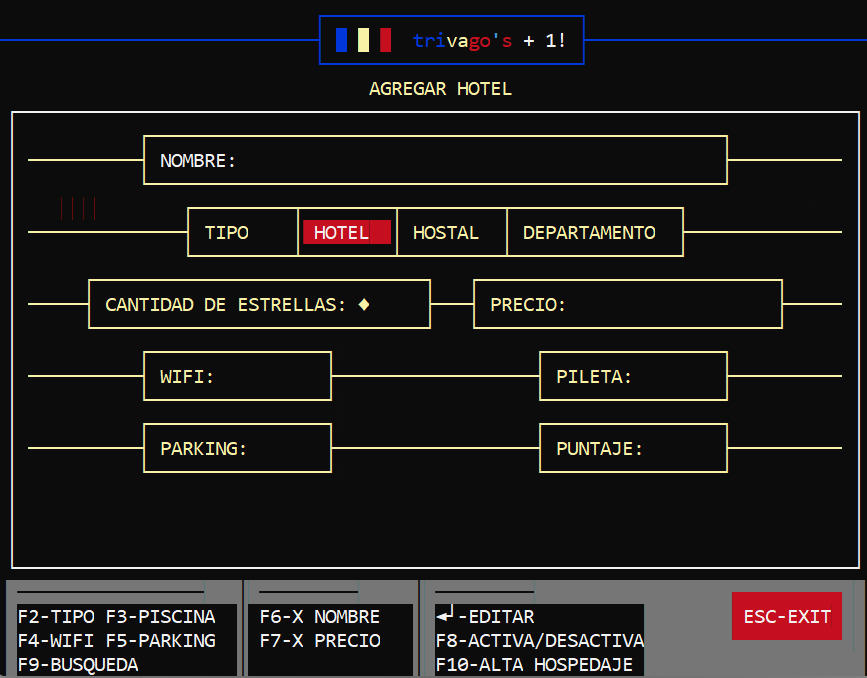 trivago's + 1!
AGREGAR HOTEL
NOMBRE:
TIPO HOTEL HOSTAL DEPARTAMENTO
CANTIDAD DE ESTRELLAS: ♦ PRECIO:
WIFI: PILETA:
PARKING: PUNTAJE:
F2-TIPO F3-PISCINA
F4-WIFI F5-PARKING
F9-BUSQUEDA
F6-X NOMBRE
F7-X PRECIO
◄┘-EDITAR
F8-ACTIVA/DESACTIVA
F10-ALTA HOSPEDAJE
ESC-EXIT